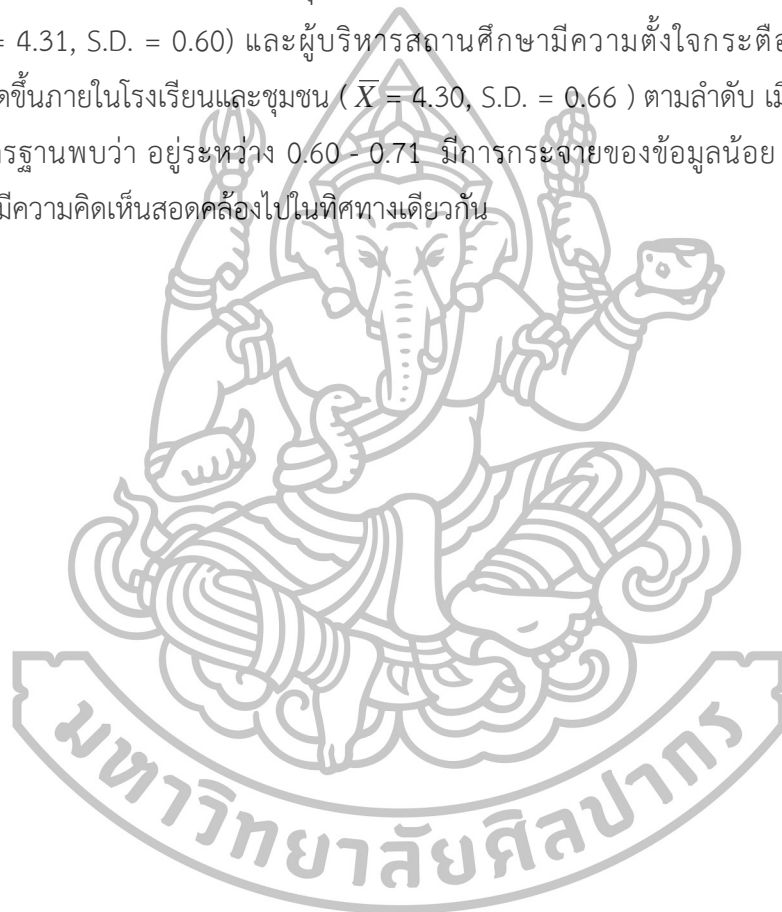 = 4.31, S.D. = 0.60) และผู้บริหารสถานศึกษามีความตั้งใจกระตือ
ดขึ้นภายในโรงเรียนและชุมชน ( X̅ = 4.30, S.D. = 0.66 ) ตามลำดับ เมื
รฐานพบว่า อยู่ระหว่าง 0.60 - 0.71 มีการกระจายของข้อมูลน้อย
มีความคิดเห็นสอดคล้องไปในทิศทางเดียวกัน
มหาวิทยาลัยศิลปากร